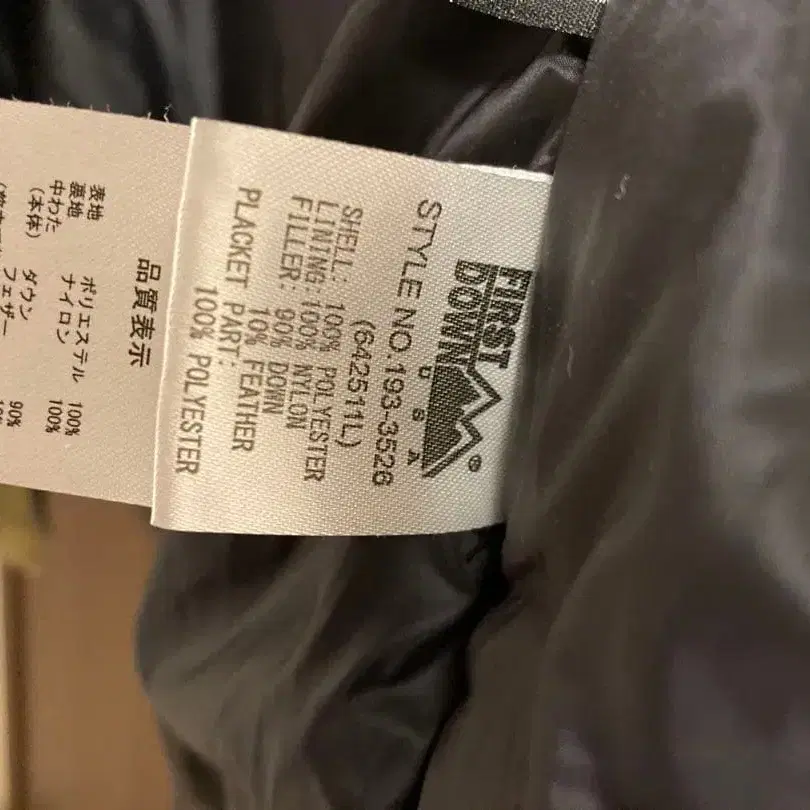 FIRST
DOWN
USA
®
STYLE NO.193-3526
(642511L)
SHELL: 100% POLYESTER
LINING: 100% NYLON
FILLER: 90% DOWN
10% FEATHER
PLACKET PART:
100% POLYESTER
品質表示
表地 ポリエステル 100%
裏地 ナイロン 100%
中わた
(本体) ダウン 90%
フェザー 10%